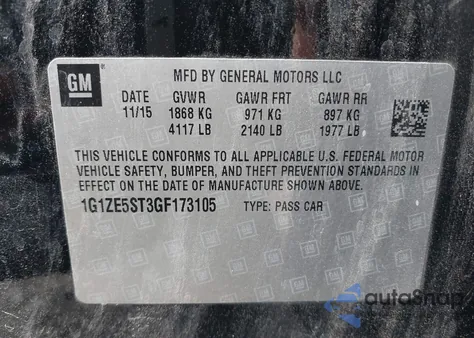 GM
MFD BY GENERAL MOTORS LLC
DATE GVWR GAWR FRT GAWR RR
11/15 1868 KG 971 KG 897 KG
4117 LB 2140 LB 1977 LB
THIS VEHICLE CONFORMS TO ALL APPLICABLE U.S. FEDERAL MOTOR
VEHICLE SAFETY, BUMPER, AND THEFT PREVENTION STANDARDS IN
EFFECT ON THE DATE OF MANUFACTURE SHOWN ABOVE.
1G1ZE5ST3GF173105 TYPE: PASS CAR
autoSnap